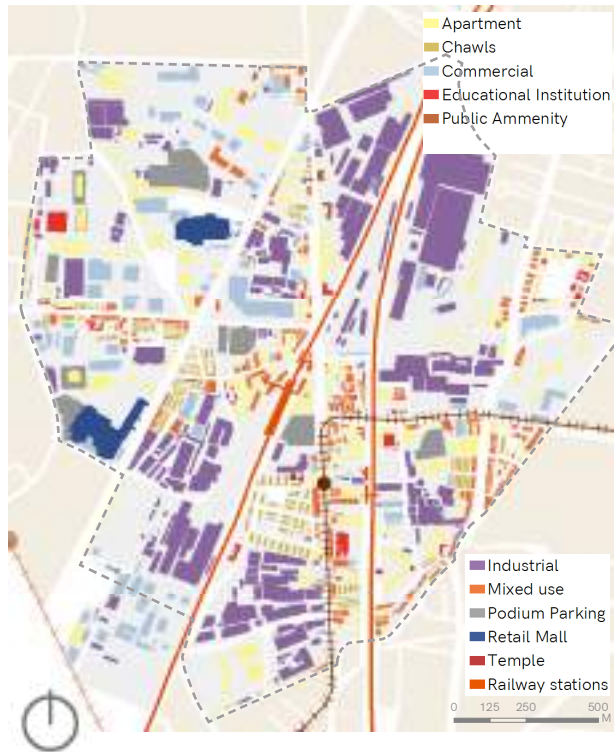 Apartment
Chawls
Commercial
Educational Institution
Public Ammenity
Industrial
Mixed use
Podium Parking
Retail Mall
Temple
Railway stations
0 125 250 500
M